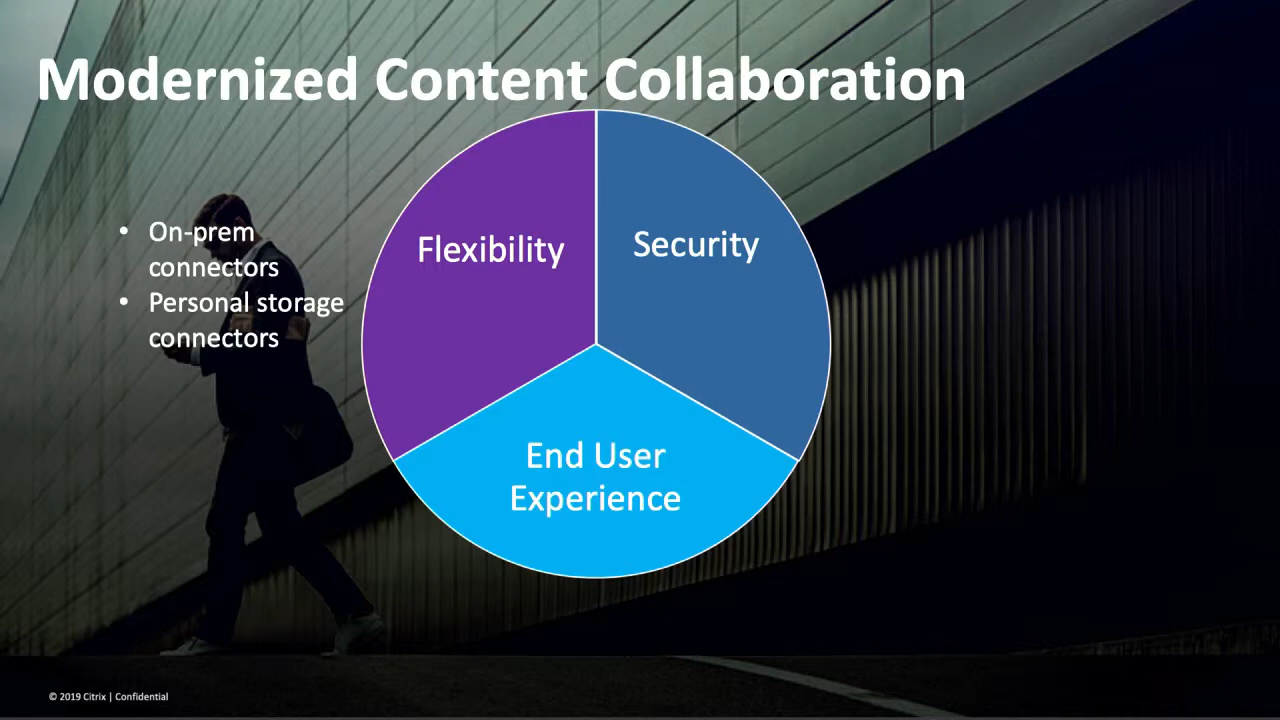 Modernized Content Collaboration
• On-prem
connectors
• Personal storage
connectors
Flexibility
Security
End User
Experience
© 2019 Citrix | Confidential